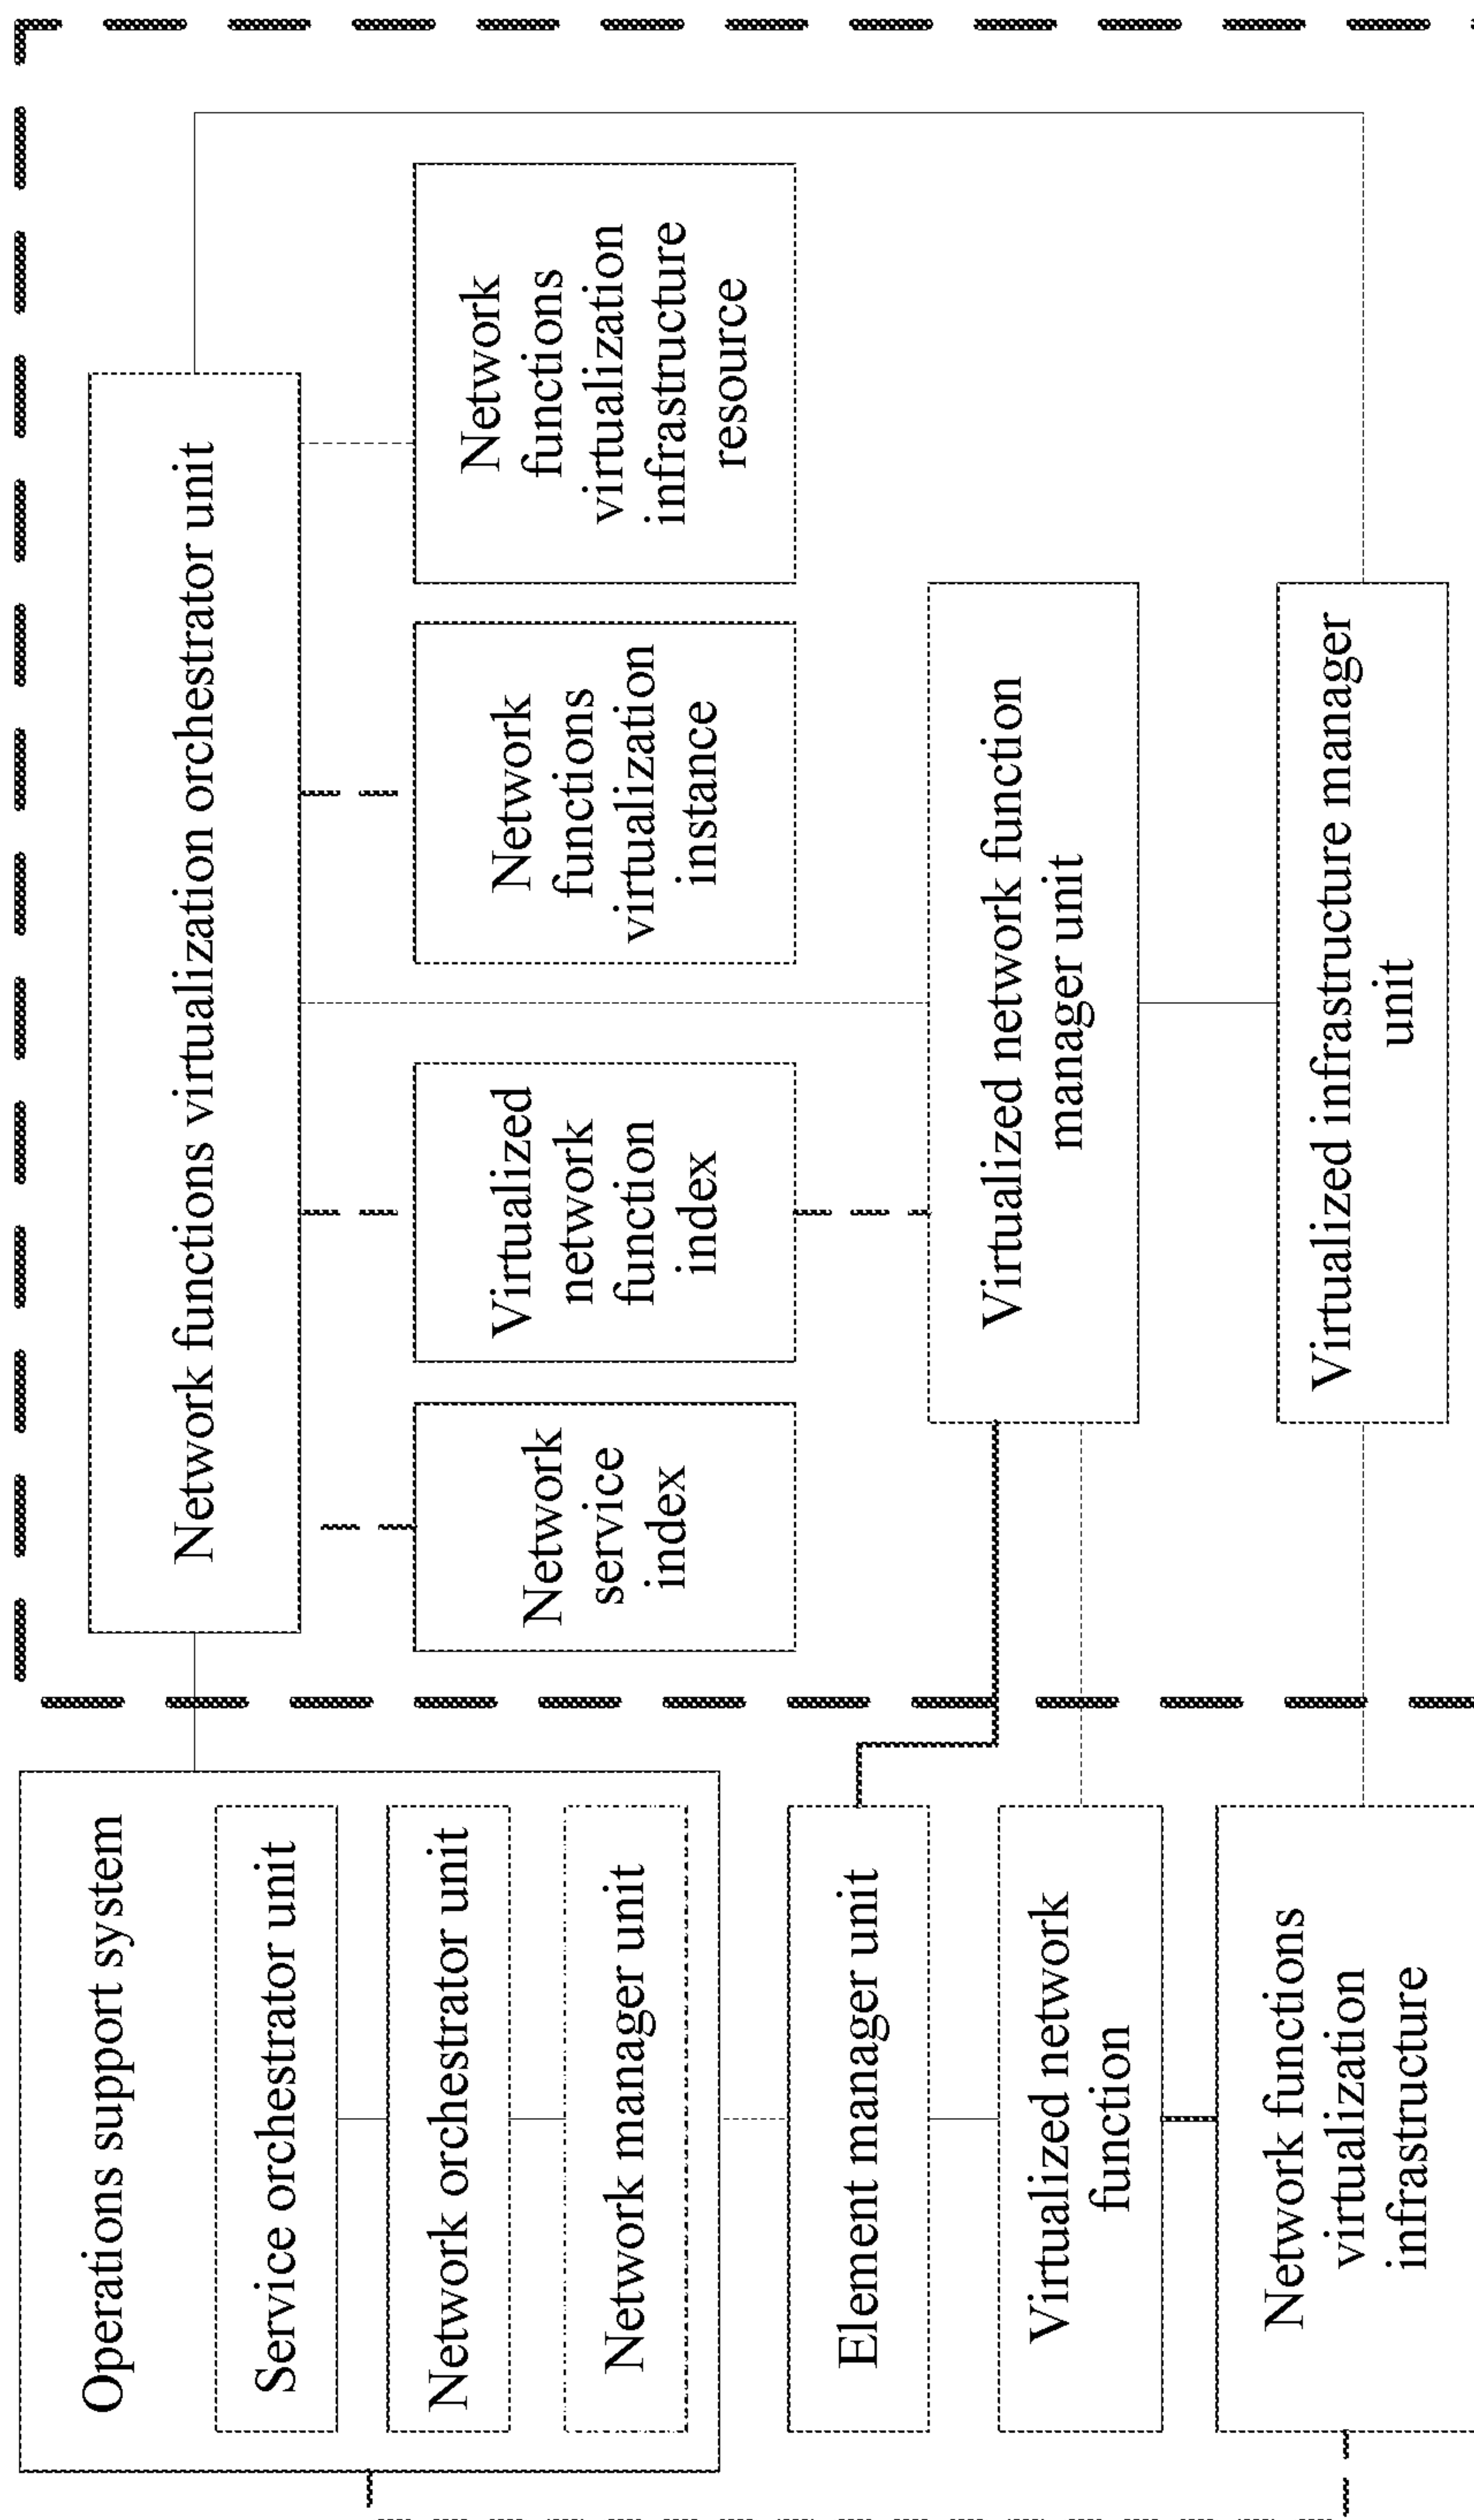 Operations support system
Service orchestrator unit
Network orchestrator unit
Network manager unit
Element manager unit
Virtualized network
function
Network functions
virtualization
infrastructure
Network functions virtualization orchestrator unit
Network
service
index
Virtualized
network
function
index
Network
functions
virtualization
instance
Network
functions
virtualization
infrastructure
resource
Virtualized network function
manager unit
Virtualized infrastructure manager
unit